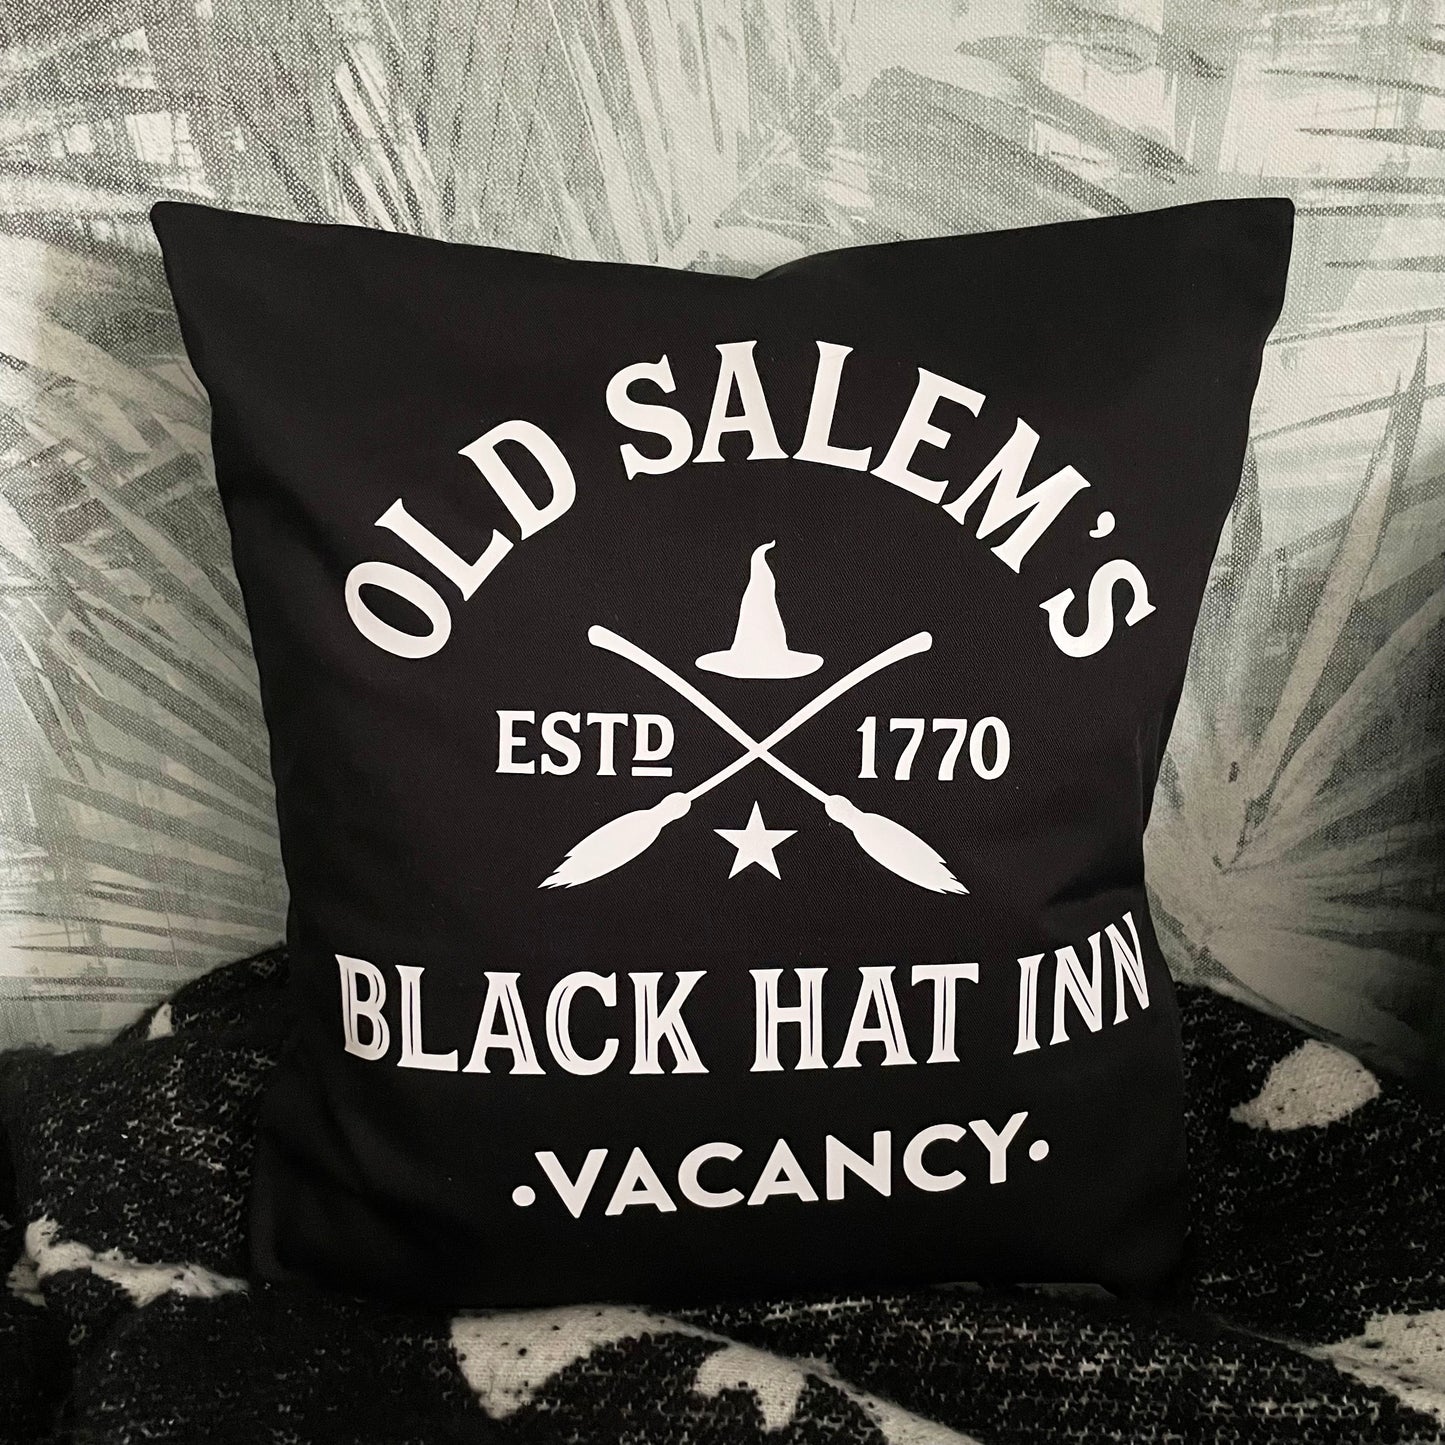 OLD SALEM'S
ESTD 1770
BLACK HAT INN
·VACANCY·